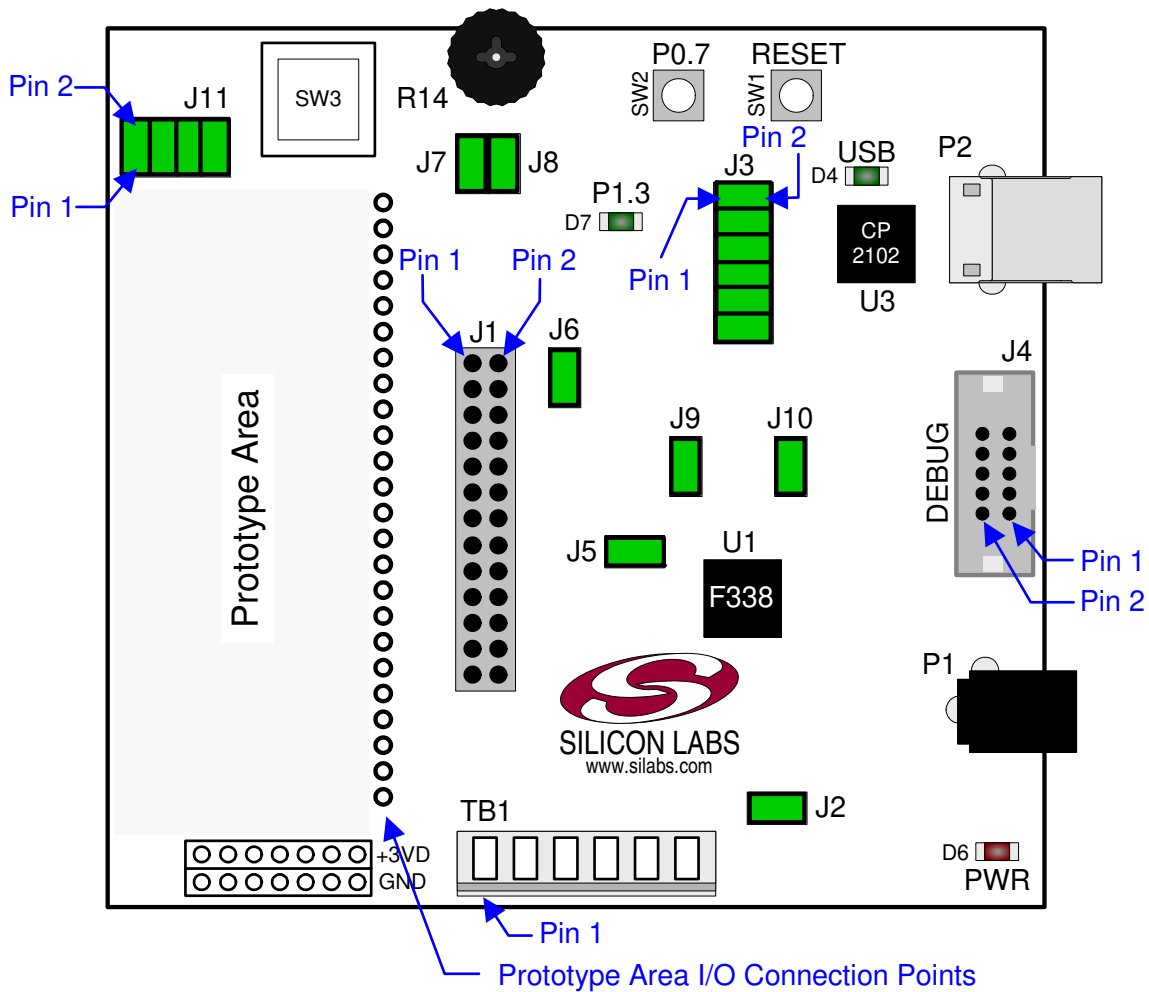 P0.7
RESET
Pin 2
J11
SW3
R14
SW2
SW1
Pin 2
J7
J8
J3
D4
USB
P2
Pin 1
P1.3
D7
Pin 1
CP
2102
U3
Pin 1
Pin 2
J1
J6
J4
Prototype Area
J9
J10
DEBUG
J5
U1
F338
Pin 1
Pin 2
P1
SILICON LABS
www.silabs.com
TB1
J2
+3VD
GND
D6
PWR
Pin 1
Prototype Area I/O Connection Points